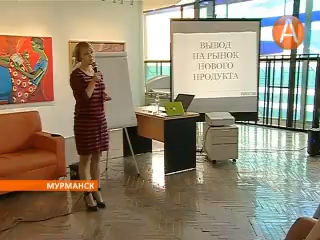 ВЫВОД
НА РЫНОК
НОВОГО
ПРОДУКТА
МУРМАНСК